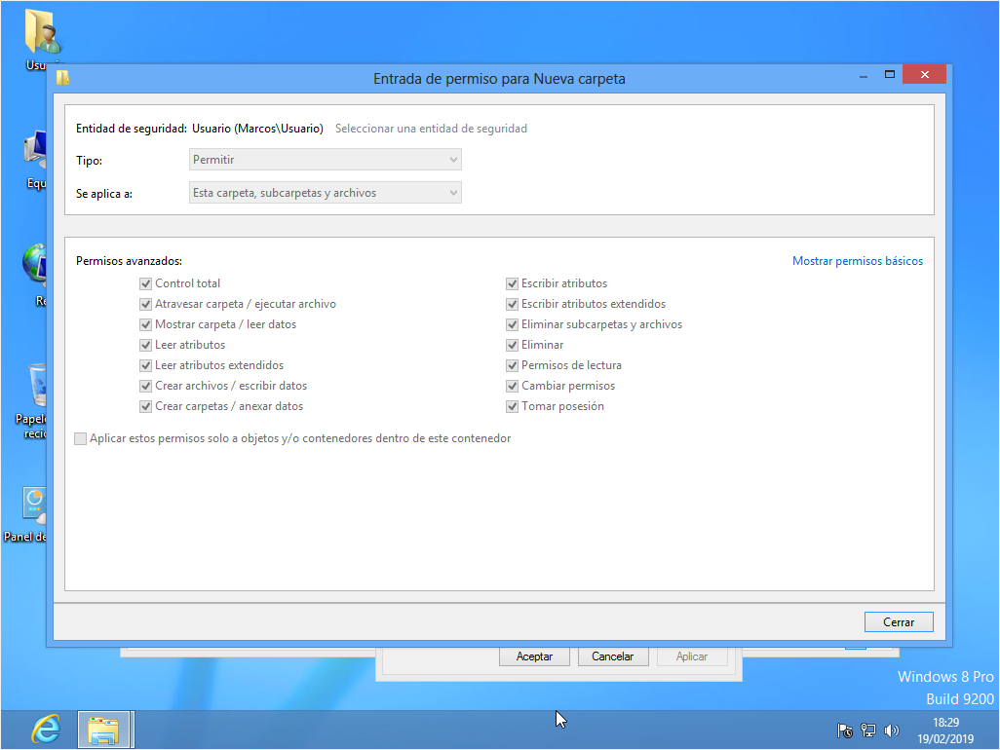 Entrada de permiso para Nueva carpeta
Entidad de seguridad: Usuario (Marcos\Usuario) Seleccionar una entidad de seguridad
Tipo: Permitir
Se aplica a: Esta carpeta, subcarpetas y archivos
Permisos avanzados: Mostrar permisos básicos
Control total Escribir atributos
Atravesar carpeta / ejecutar archivo Escribir atributos extendidos
Mostrar carpeta / leer datos Eliminar subcarpetas y archivos
Leer atributos Eliminar
Leer atributos extendidos Permisos de lectura
Crear archivos / escribir datos Cambiar permisos
Crear carpetas / anexar datos Tomar posesión
Aplicar estos permisos solo a objetos y/o contenedores dentro de este contenedor
Cerrar
Aceptar Cancelar Aplicar
Usu
Equ
Re
Papel
reci
Panel de
Windows 8 Pro
Build 9200
18:29
19/02/2019